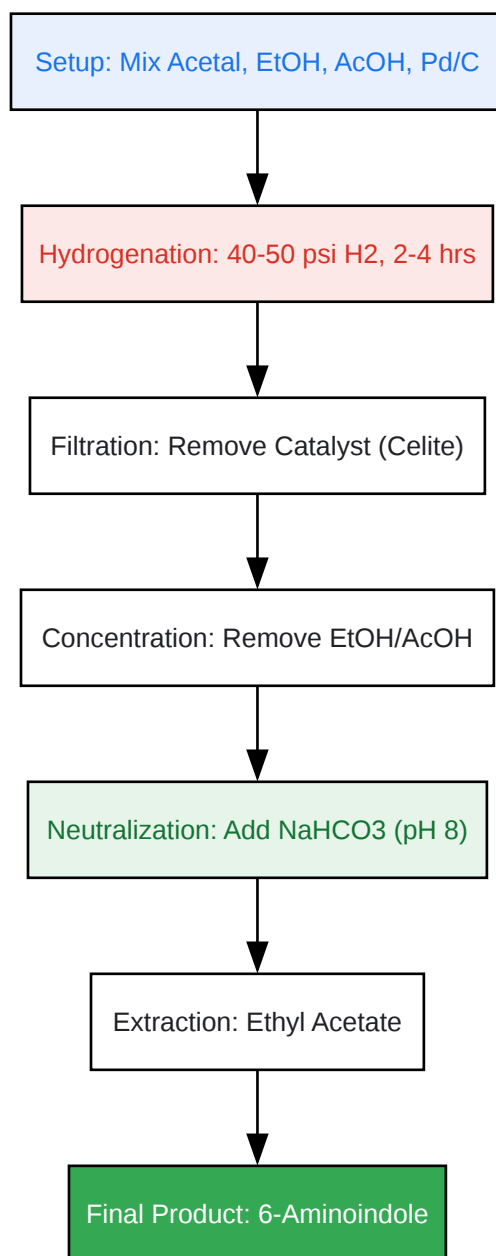 Setup: Mix Acetal, EtOH, AcOH, Pd/C
Hydrogenation: 40-50 psi H2, 2-4 hrs
Filtration: Remove Catalyst (Celite)
Concentration: Remove EtOH/AcOH
Neutralization: Add NaHCO3 (pH 8)
Extraction: Ethyl Acetate
Final Product: 6-Aminoindole